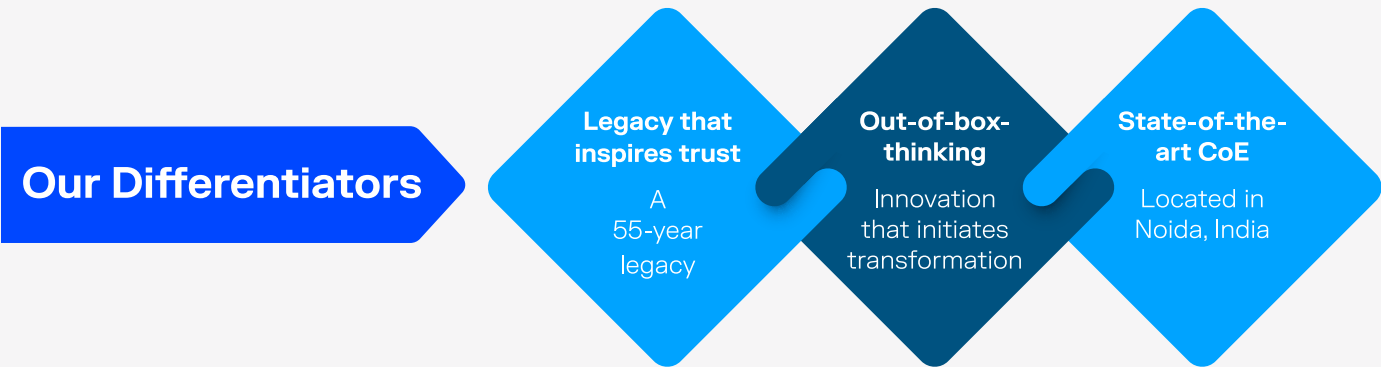 Our Differentiators
Legacy that
inspires trust
A
55-year
legacy
Out-of-box-
thinking
Innovation
that initiates
transformation
State-of-the-
art CoE
Located in
Noida, India